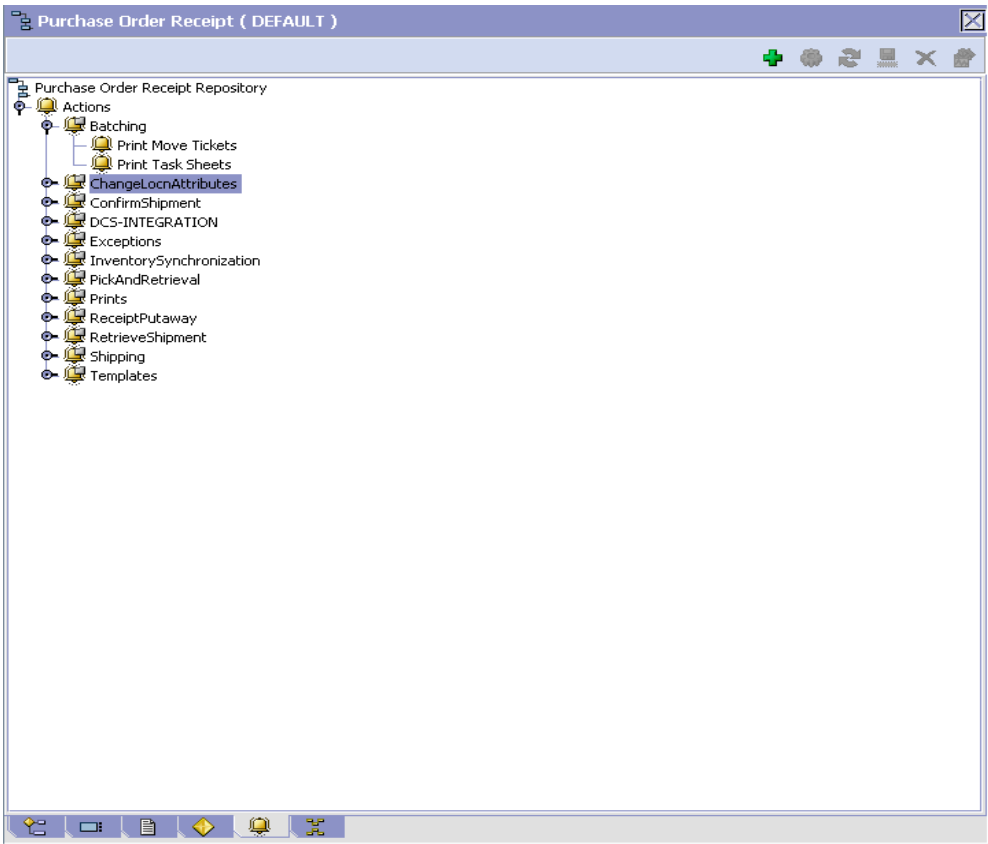 Purchase Order Receipt ( DEFAULT )
Purchase Order Receipt Repository
Actions
Batching
Print Move Tickets
Print Task Sheets
ChangeLocnAttributes
ConfirmShipment
DCS-INTEGRATION
Exceptions
InventorySynchronization
PickAndRetrieval
Prints
ReceiptPutaway
RetrieveShipment
Shipping
Templates